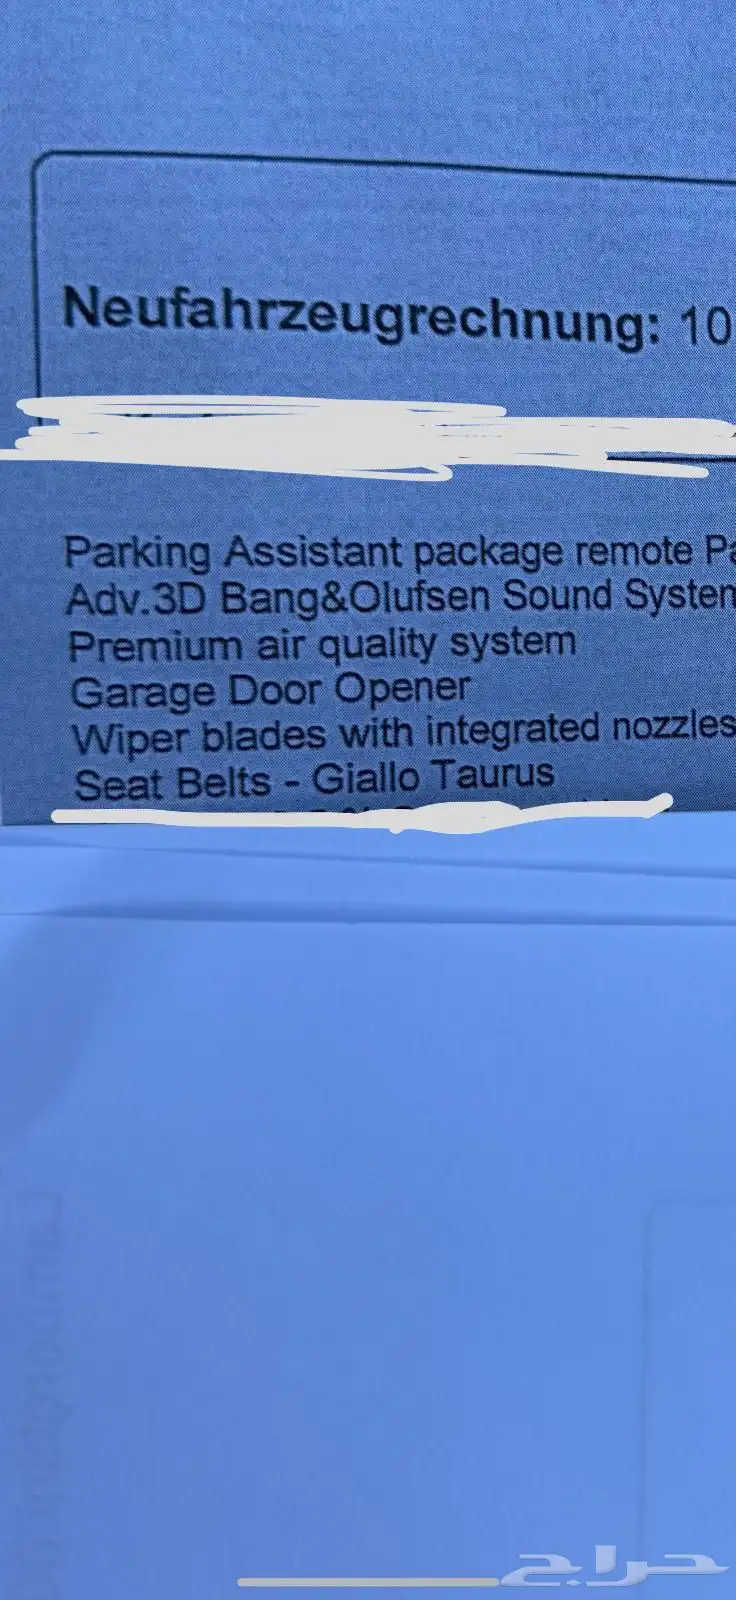 Neufahrzeugrechnung: 10
Parking Assistant package remote Pa
Adv.3D Bang&Olufsen Sound System
Premium air quality system
Garage Door Opener
Wiper blades with integrated nozzles
Seat Belts - Giallo Taurus
حراج